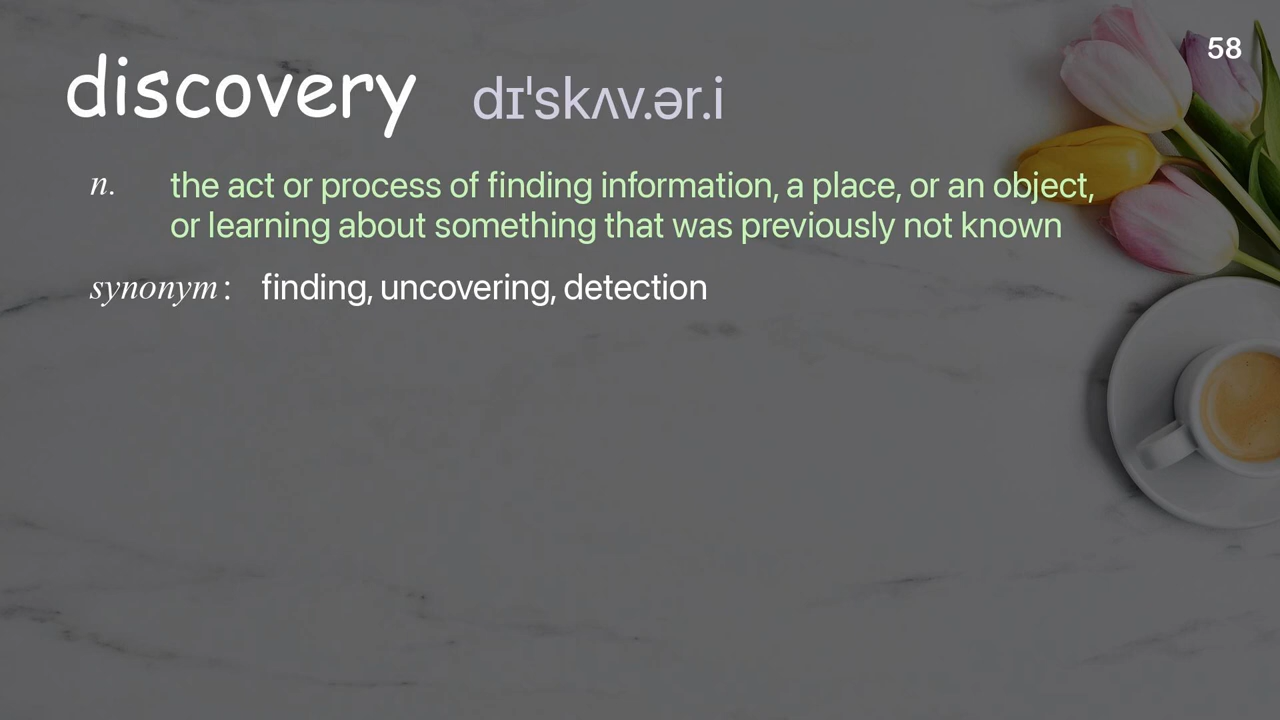 58
discovery dɪˈskʌv.ər.i
n. the act or process of finding information, a place, or an object,
or learning about something that was previously not known
synonym: finding, uncovering, detection